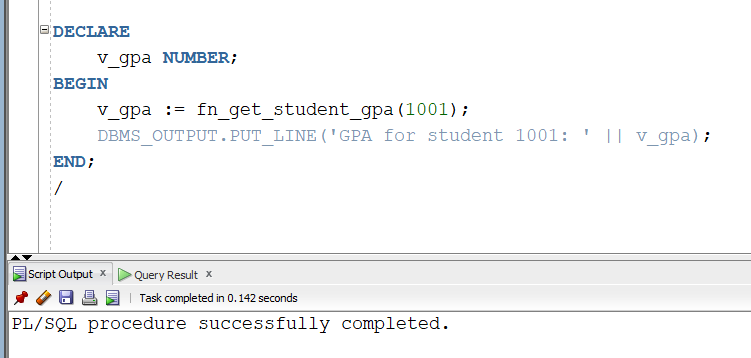 DECLARE
v_gpa NUMBER;
BEGIN
v_gpa := fn_get_student_gpa(1001);
DBMS_OUTPUT.PUT_LINE('GPA for student 1001: ' || v_gpa);
END;
/
Script Output x Query Result x
Task completed in 0.142 seconds
PL/SQL procedure successfully completed.